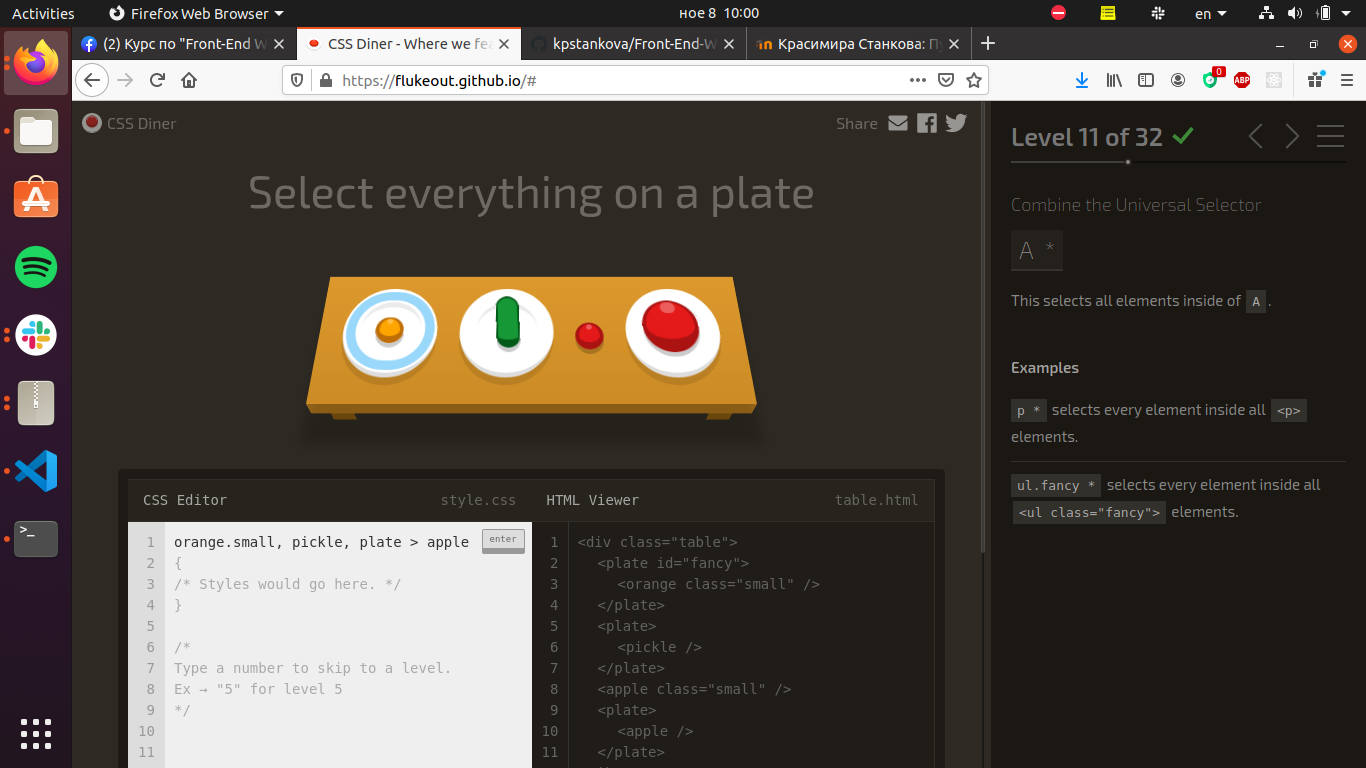 Activities
Firefox Web Browser
ное 8 10:00
en
(2) Курс по "Front-End W
CSS Diner - Where we fea
kpstankova/Front-End-W
Красимира Станкова: П
https://flukeout.github.io/#
0
ABP
CSS Diner
Share
Select everything on a plate
CSS Editor
style.css
HTML Viewer
table.html
1 orange.small, pickle, plate > apple
enter
2 {
3 /* Styles would go here. */
4 }
5
6 /*
7 Type a number to skip to a level.
8 Ex → "5" for level 5
9 */
10
11
1 <div class="table">
2 <plate id="fancy">
3 <orange class="small" />
4 </plate>
5 <plate>
6 <pickle />
7 </plate>
8 <apple class="small" />
9 <plate>
10 <apple />
11 </plate>
Level 11 of 32
Combine the Universal Selector
A *
This selects all elements inside of A .
Examples
p * selects every element inside all <p>
elements.
ul.fancy * selects every element inside all
<ul class="fancy"> elements.
>_